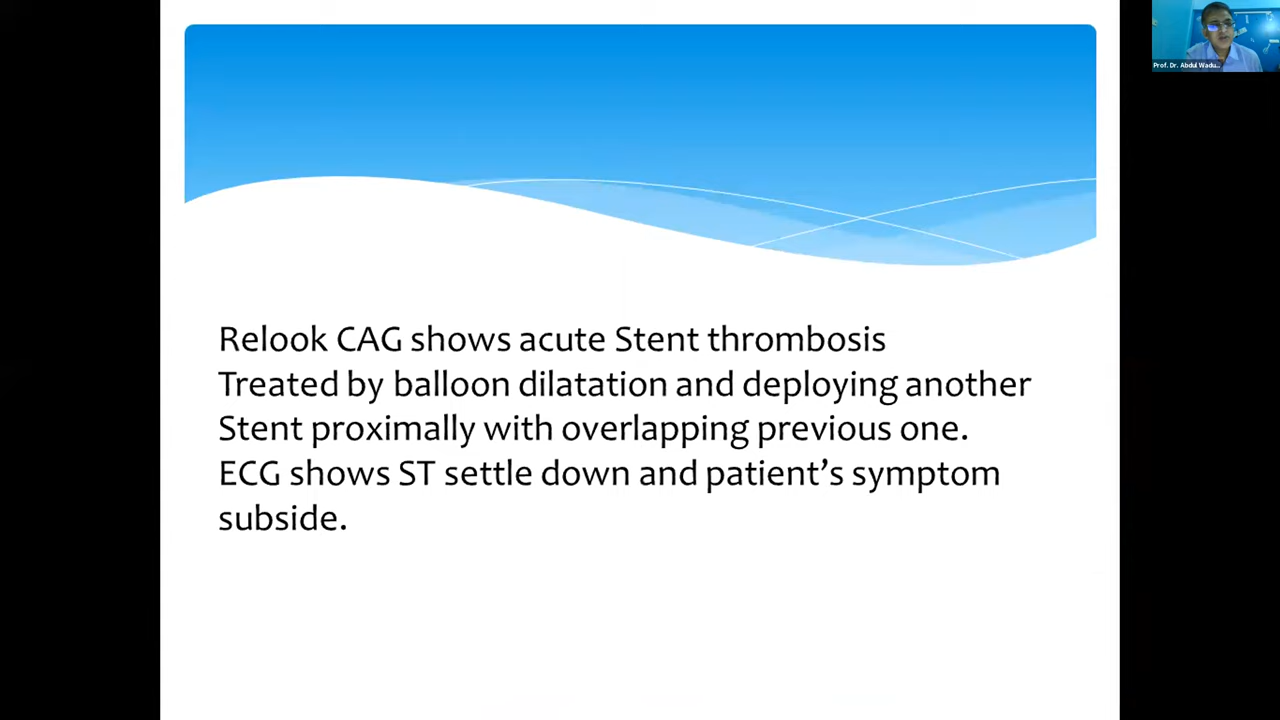 Prof. Dr. Abdul Wadu...
Relook CAG shows acute Stent thrombosis
Treated by balloon dilatation and deploying another
Stent proximally with overlapping previous one.
ECG shows ST settle down and patient’s symptom
subside.